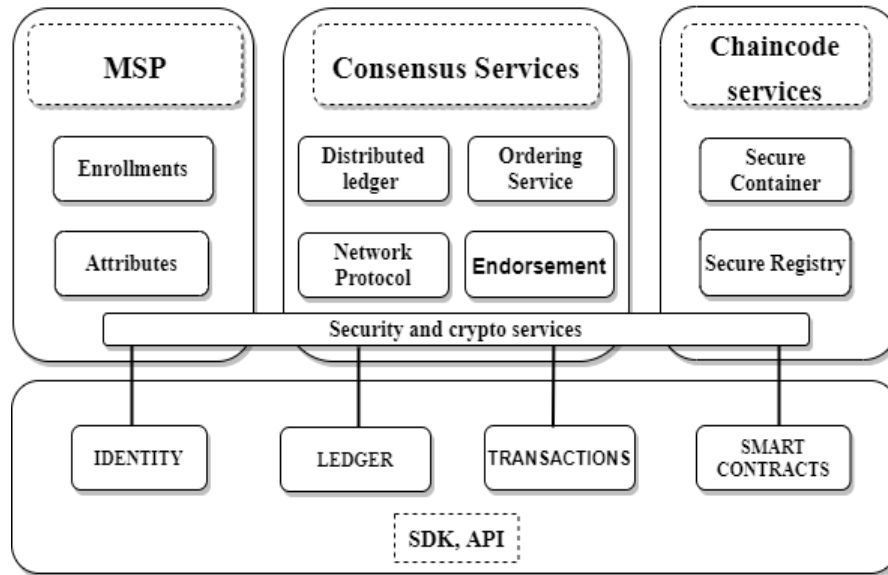 MSP
Enrollments
Attributes
Consensus Services
Distributed
ledger
Ordering
Service
Network
Protocol
Endorsement
Chaincode
services
Secure
Container
Secure Registry
Security and crypto services
IDENTITY
LEDGER
TRANSACTIONS
SMART
CONTRACTS
SDK, API